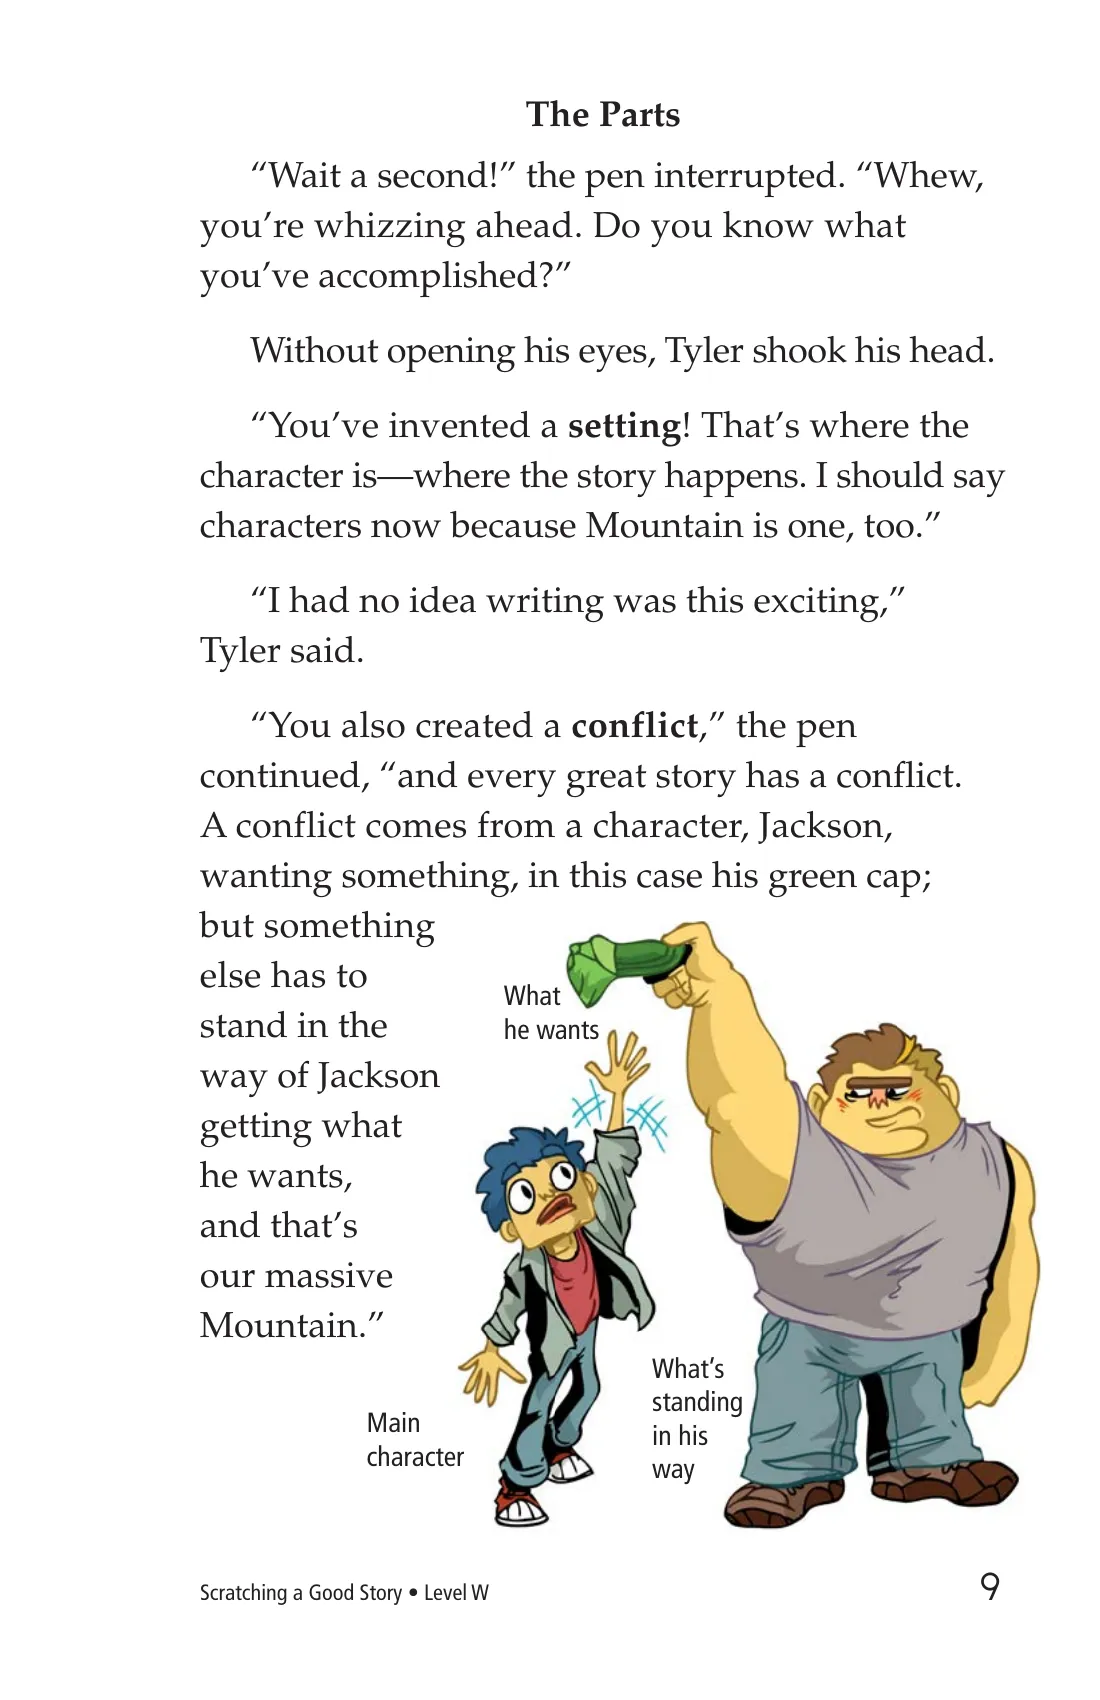 The Parts
“Wait a second!” the pen interrupted. “Whew,
you’re whizzing ahead. Do you know what
you’ve accomplished?”
Without opening his eyes, Tyler shook his head.
“You’ve invented a setting! That’s where the
character is—where the story happens. I should say
characters now because Mountain is one, too.”
“I had no idea writing was this exciting,”
Tyler said.
“You also created a conflict,” the pen
continued, “and every great story has a conflict.
A conflict comes from a character, Jackson,
wanting something, in this case his green cap;
but something
else has to
stand in the
way of Jackson
getting what
he wants,
and that’s
our massive
Mountain.”
What
he wants
Main
character
What’s
standing
in his
way
Scratching a Good Story • Level W
9